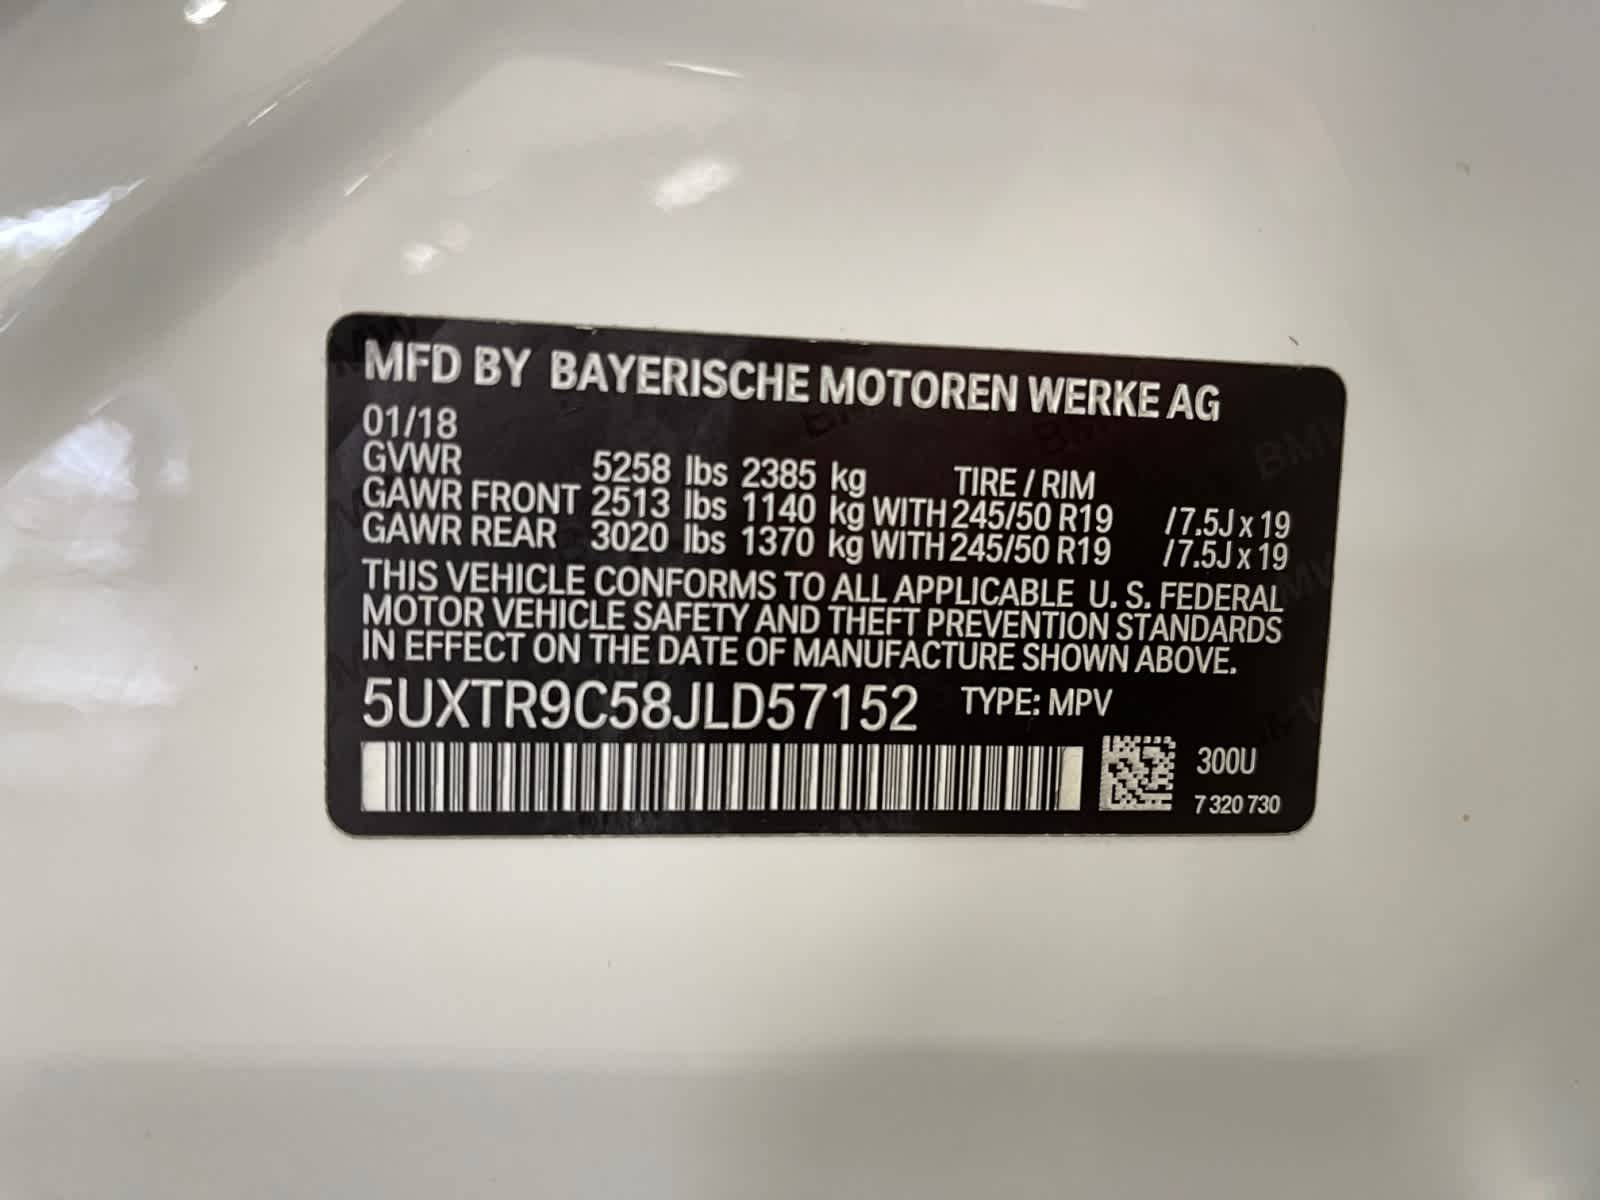 MFD BY BAYERISCHE MOTOREN WERKE AG
01/18
GVWR 5258 lbs 2385 kg TIRE / RIM
GAWR FRONT 2513 lbs 1140 kg WITH 245/50 R19 /7.5J x 19
GAWR REAR 3020 lbs 1370 kg WITH 245/50 R19 /7.5J x 19
THIS VEHICLE CONFORMS TO ALL APPLICABLE U. S. FEDERAL
MOTOR VEHICLE SAFETY AND THEFT PREVENTION STANDARDS
IN EFFECT ON THE DATE OF MANUFACTURE SHOWN ABOVE.
5UXTR9C58JLD57152 TYPE: MPV
300U
7 320 730